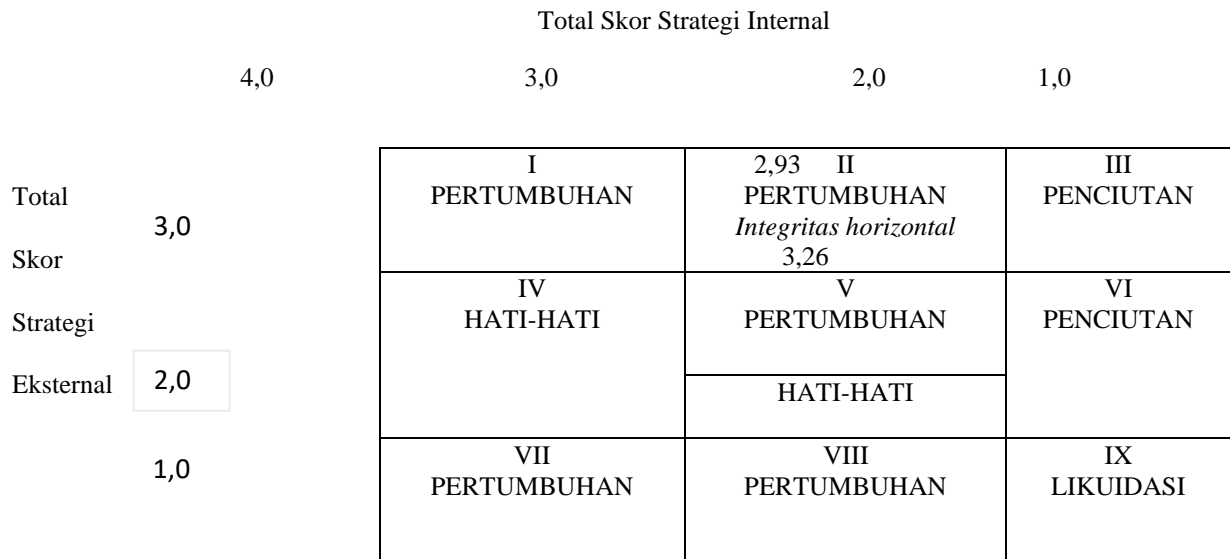 Total Skor Strategi Internal
4,0 3,0 2,0 1,0
I 2,93 II III
Total PERTUMBUHAN PERTUMBUHAN PENCIUTAN
3,0 Integritas horizontal
Skor 3,26
IV V VI
Strategi HATI-HATI PERTUMBUHAN PENCIUTAN
Eksternal 2,0 HATI-HATI
VII VIII IX
1,0 PERTUMBUHAN PERTUMBUHAN LIKUIDASI